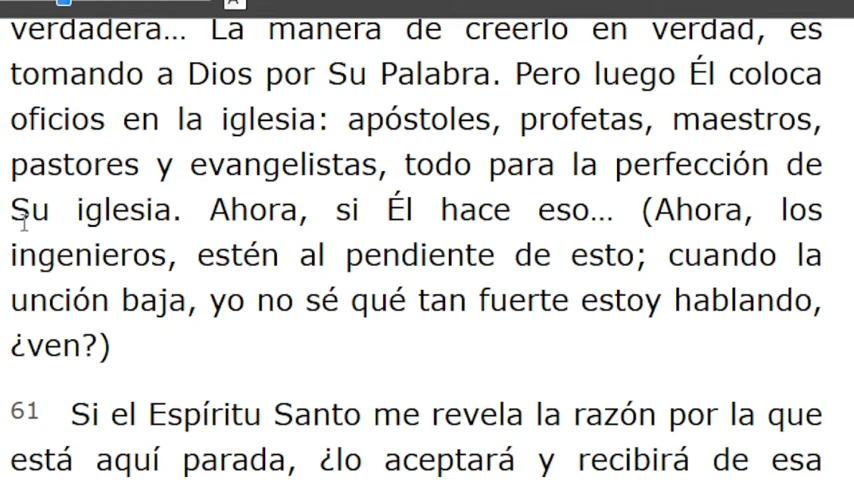 A
verdadera... La manera de creerlo en verdad, es
tomando a Dios por Su Palabra. Pero luego Él coloca
oficios en la iglesia: apóstoles, profetas, maestros,
pastores y evangelistas, todo para la perfección de
Su iglesia. Ahora, si Él hace eso... (Ahora, los
ingenieros, estén al pendiente de esto; cuando la
unción baja, yo no sé qué tan fuerte estoy hablando,
¿ven?)
61 Si el Espíritu Santo me revela la razón por la que
está aquí parada, ¿lo aceptará y recibirá de esa